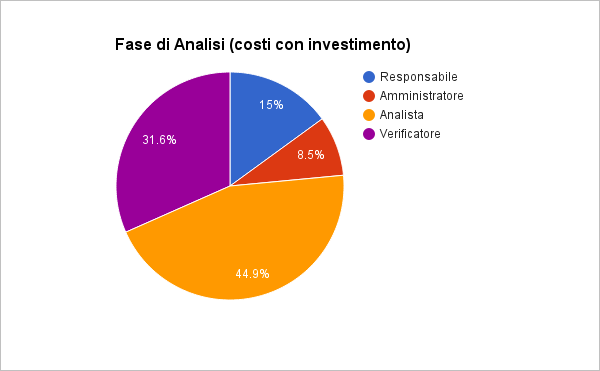 Fase di Analisi (costi con investimento)
Responsabile
Amministratore
Analista
Verificatore
15%
8.5%
31.6%
44.9%